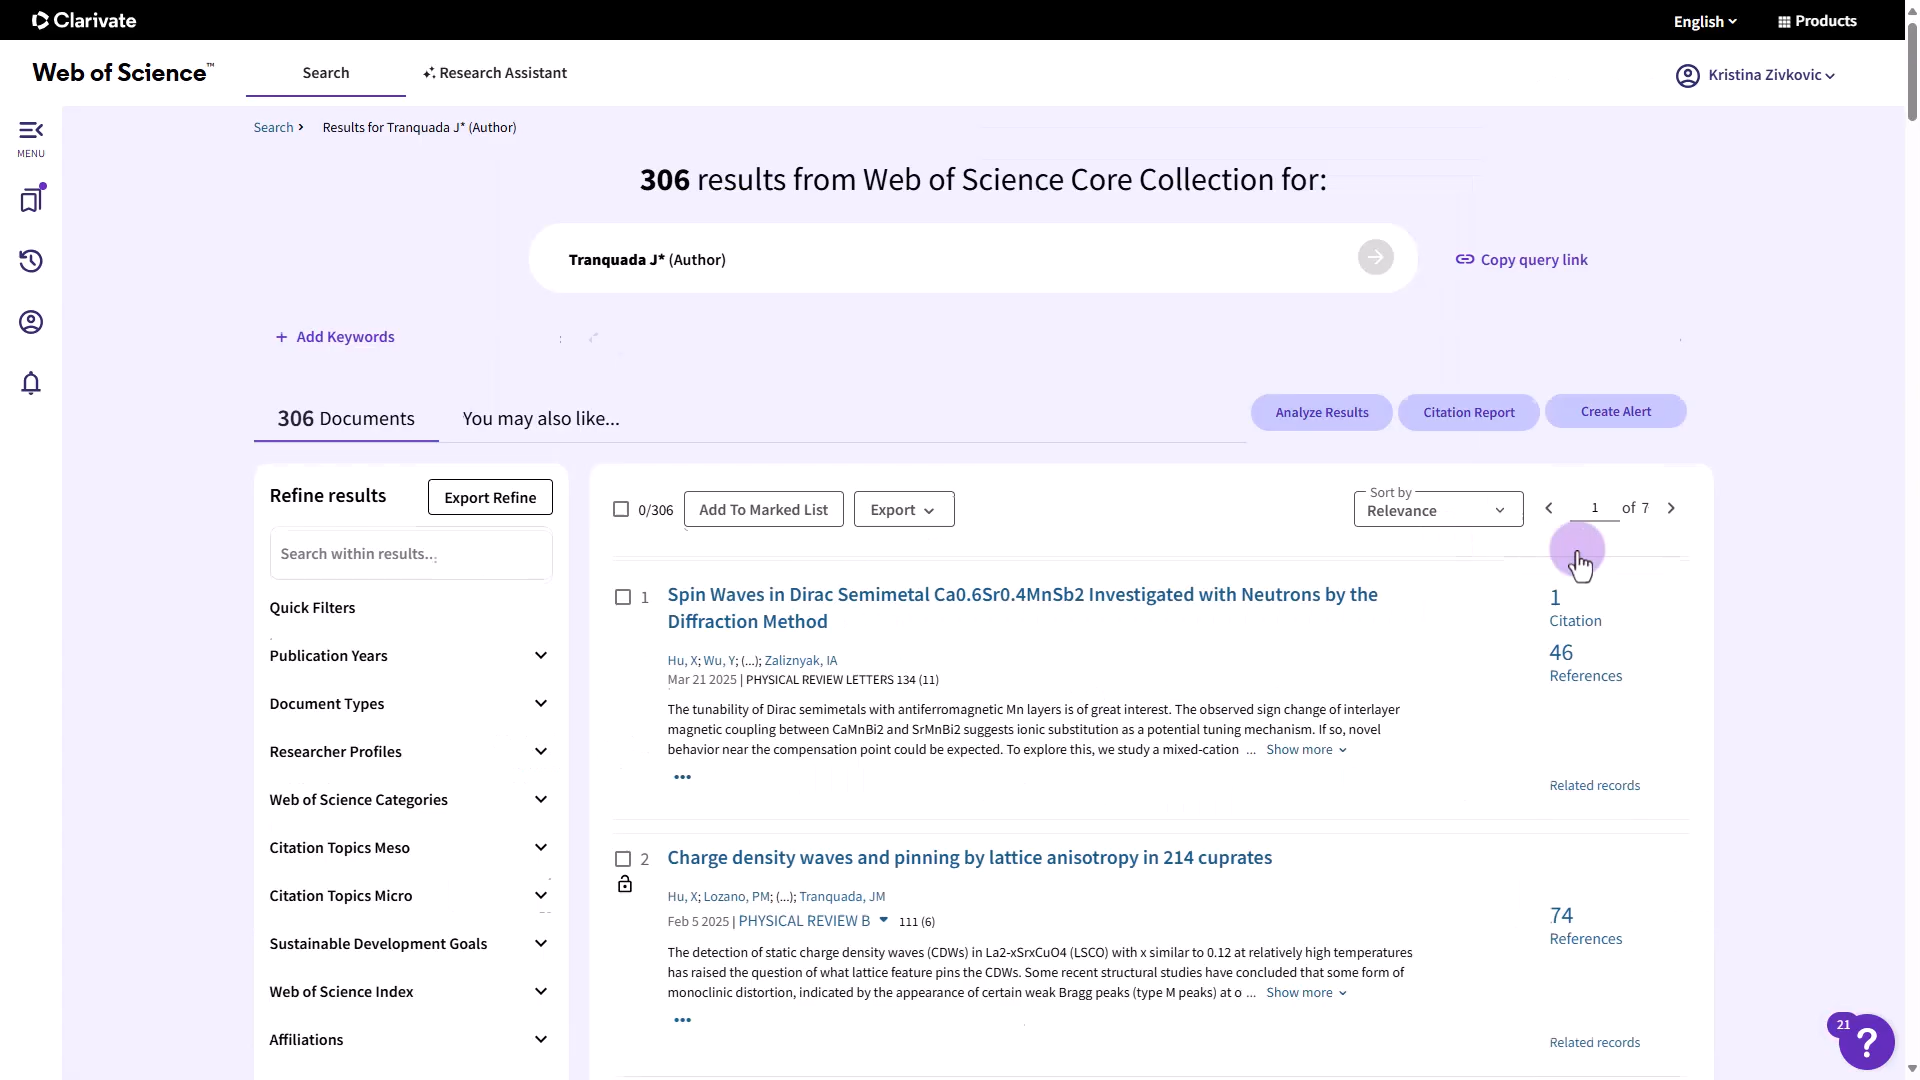 Clarivate
English
Products
Web of Science™
Search
Research Assistant
Kristina Zivkovic
MENU
Search > Results for Tranquada J* (Author)
306 results from Web of Science Core Collection for:
Tranquada J* (Author)
Copy query link
+ Add Keywords
306 Documents
You may also like...
Analyze Results
Citation Report
Create Alert
Refine results
Export Refine
0/306
Add To Marked List
Export
Sort by
Relevance
1 of 7
Search within results...
Quick Filters
Publication Years
Document Types
Researcher Profiles
Web of Science Categories
Citation Topics Meso
Citation Topics Micro
Sustainable Development Goals
Web of Science Index
Affiliations
1
Spin Waves in Dirac Semimetal Ca0.6Sr0.4MnSb2 Investigated with Neutrons by the
Diffraction Method
Hu, X; Wu, Y; (...); Zaliznyak, IA
Mar 21 2025 | PHYSICAL REVIEW LETTERS 134 (11)
The tunability of Dirac semimetals with antiferromagnetic Mn layers is of great interest. The observed sign change of interlayer
magnetic coupling between CaMnBi2 and SrMnBi2 suggests ionic substitution as a potential tuning mechanism. If so, novel
behavior near the compensation point could be expected. To explore this, we study a mixed-cation ... Show more
1
Citation
46
References
Related records
2
Charge density waves and pinning by lattice anisotropy in 214 cuprates
Hu, X; Lozano, PM; (...); Tranquada, JM
Feb 5 2025 | PHYSICAL REVIEW B 111 (6)
The detection of static charge density waves (CDWs) in La2-xSrxCuO4 (LSCO) with x similar to 0.12 at relatively high temperatures
has raised the question of what lattice feature pins the CDWs. Some recent structural studies have concluded that some form of
monoclinic distortion, indicated by the appearance of certain weak Bragg peaks (type M peaks) at o ... Show more
74
References
Related records
21
?